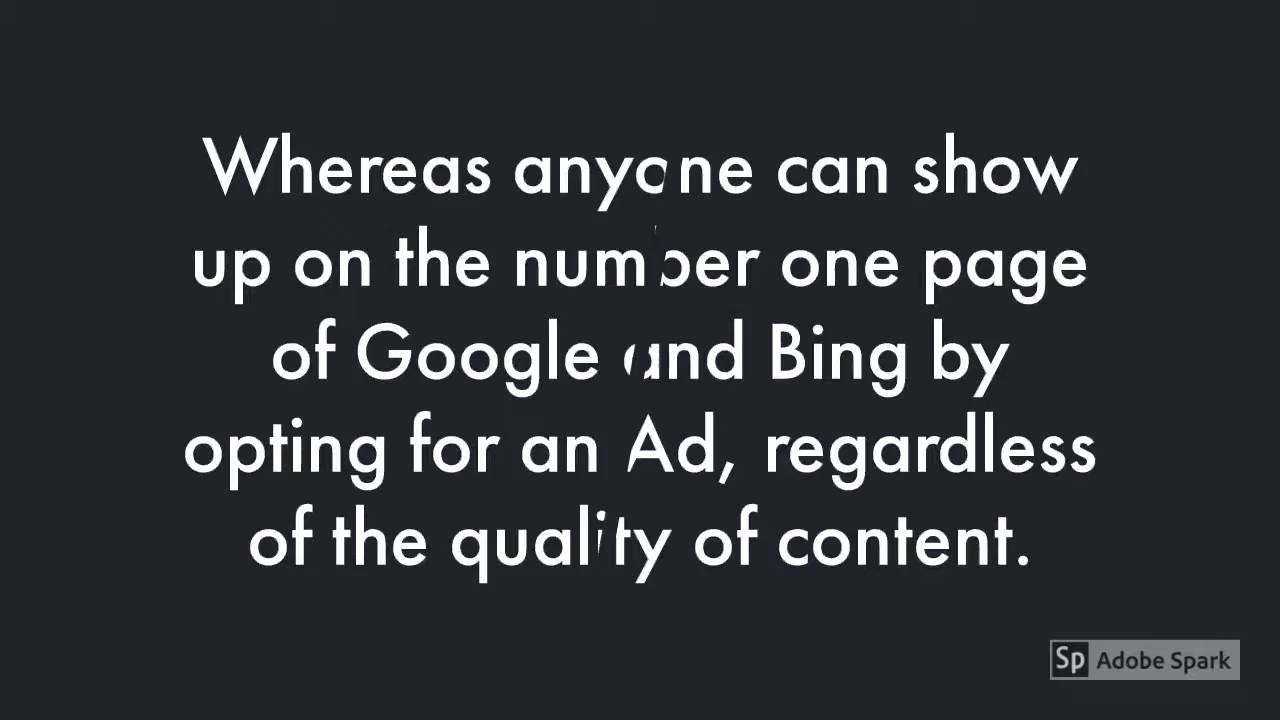 Whereas anyone can show
up on the number one page
of Google and Bing by
opting for an Ad, regardless
of the quality of content.
Sp Adobe Spark